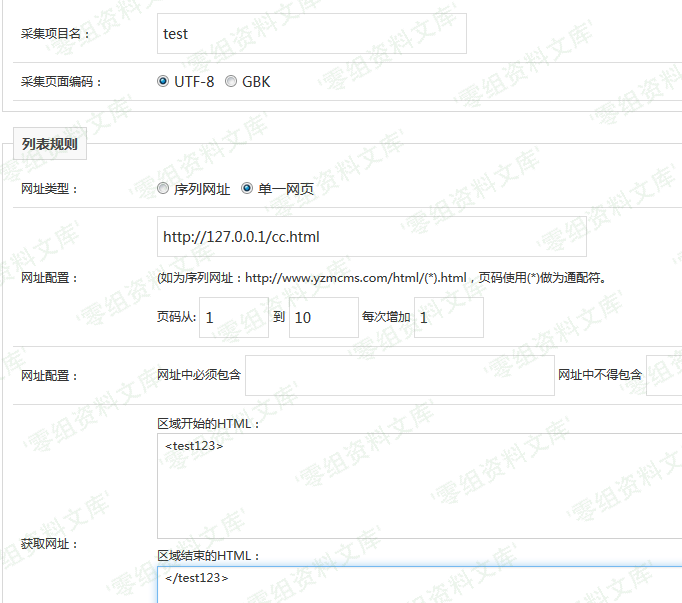 采集项目名： test
采集页面编码： UTF-8 GBK
列表规则
网址类型： 序列网址 单一网页
http://127.0.0.1/cc.html
网址配置： (如为序列网址：http://www.yzmcms.com/html/(*).html，页码使用(*)做为通配符。
页码从: 1 到 10 每次增加 1
网址配置： 网址中必须包含 网址中不得包含
区域开始的HTML：
<test123>
获取网址：
区域结束的HTML：
</test123>
'零组资料文库'